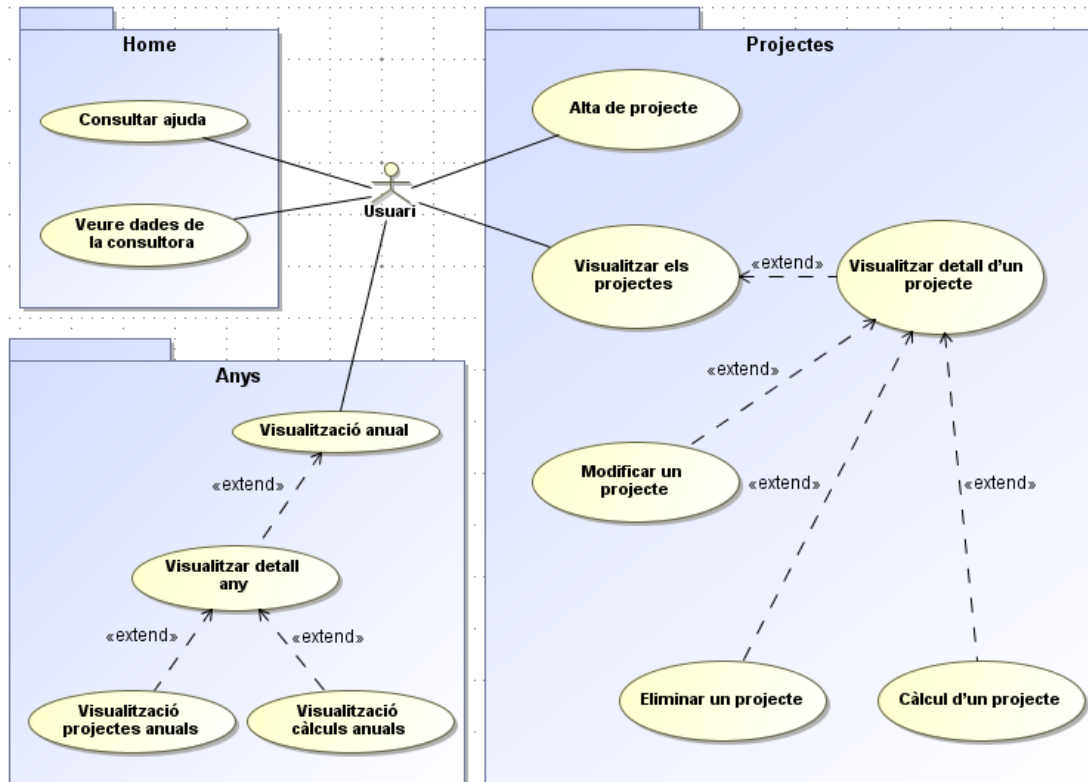 Home
Consultar ajuda
Veure dades de
la consultora
Usuari
Projectes
Alta de projecte
Visualitzar els
projectes
«extend»
Visualitzar detall d'un
projecte
«extend»
Modificar un
projecte
«extend»
«extend»
Eliminar un projecte
Càlcul d'un projecte
Anys
Visualització anual
«extend»
Visualitzar detall
any
«extend»
«extend»
Visualització
projectes anuals
Visualització
càlculs anuals